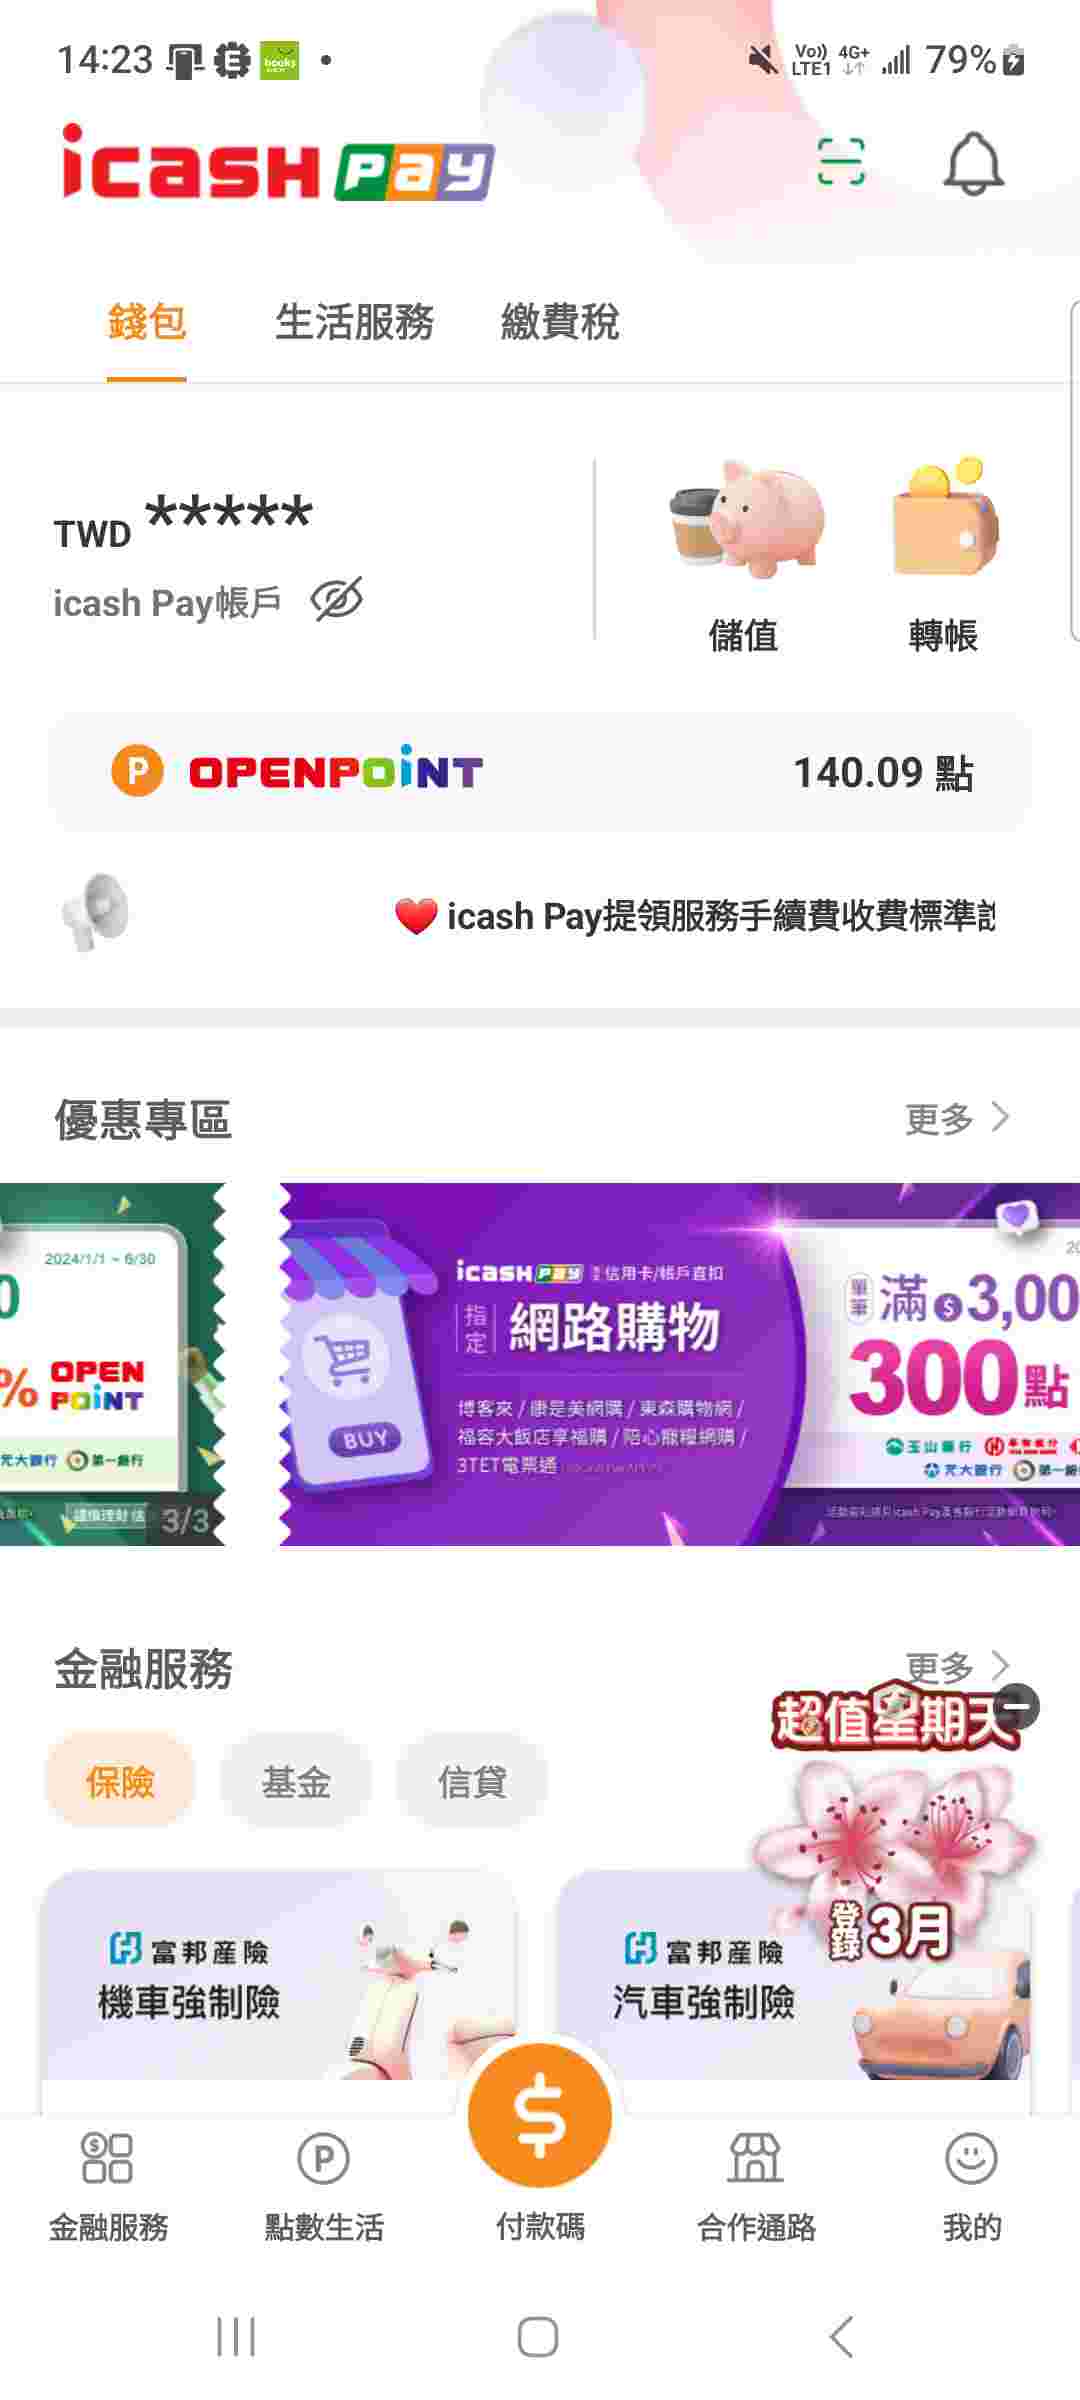 14:23
books
Vo)) LTE1 4G+ 79%
icash Pay
錢包 生活服務 繳費稅
TWD *****
icash Pay帳戶
儲值 轉帳
P OPENPOINT 140.09 點
icash Pay提領服務手續費收費標準
優惠專區 更多
2024/1/1 ~ 6/30
0
% OPEN POINT
元大銀行 第一銀行
3/3
icash Pay 信用卡/帳戶直扣
指定 網路購物
博客來 / 康是美網購 / 東森購物網 /
福容大飯店享福購 / 陪心寵糧網購 /
3TET電票通
BUY
單筆 滿$3,00
300點
玉山銀行
元大銀行 第一銀
金融服務 更多
超值星期天
保險 基金 信貸
登錄3月
富邦產險
機車強制險
富邦產險
汽車強制險
金融服務 點數生活 付款碼 合作通路 我的